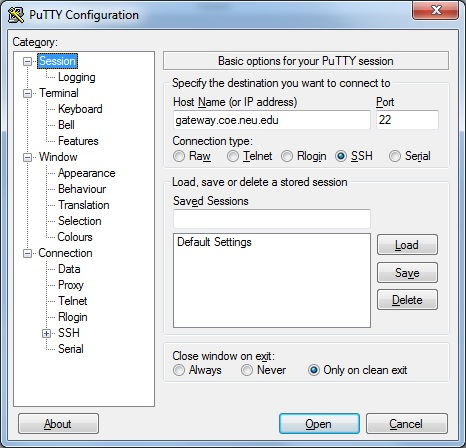 PuTTY Configuration
Category:
Session
Logging
Terminal
Keyboard
Bell
Features
Window
Appearance
Behaviour
Translation
Selection
Colours
Connection
Data
Proxy
Telnet
Rlogin
SSH
Serial
Basic options for your PuTTY session
Specify the destination you want to connect to
Host Name (or IP address) Port
gateway.coe.neu.edu 22
Connection type:
Raw Telnet Rlogin SSH Serial
Load, save or delete a stored session
Saved Sessions
Default Settings
Load
Save
Delete
Close window on exit:
Always Never Only on clean exit
About Open Cancel